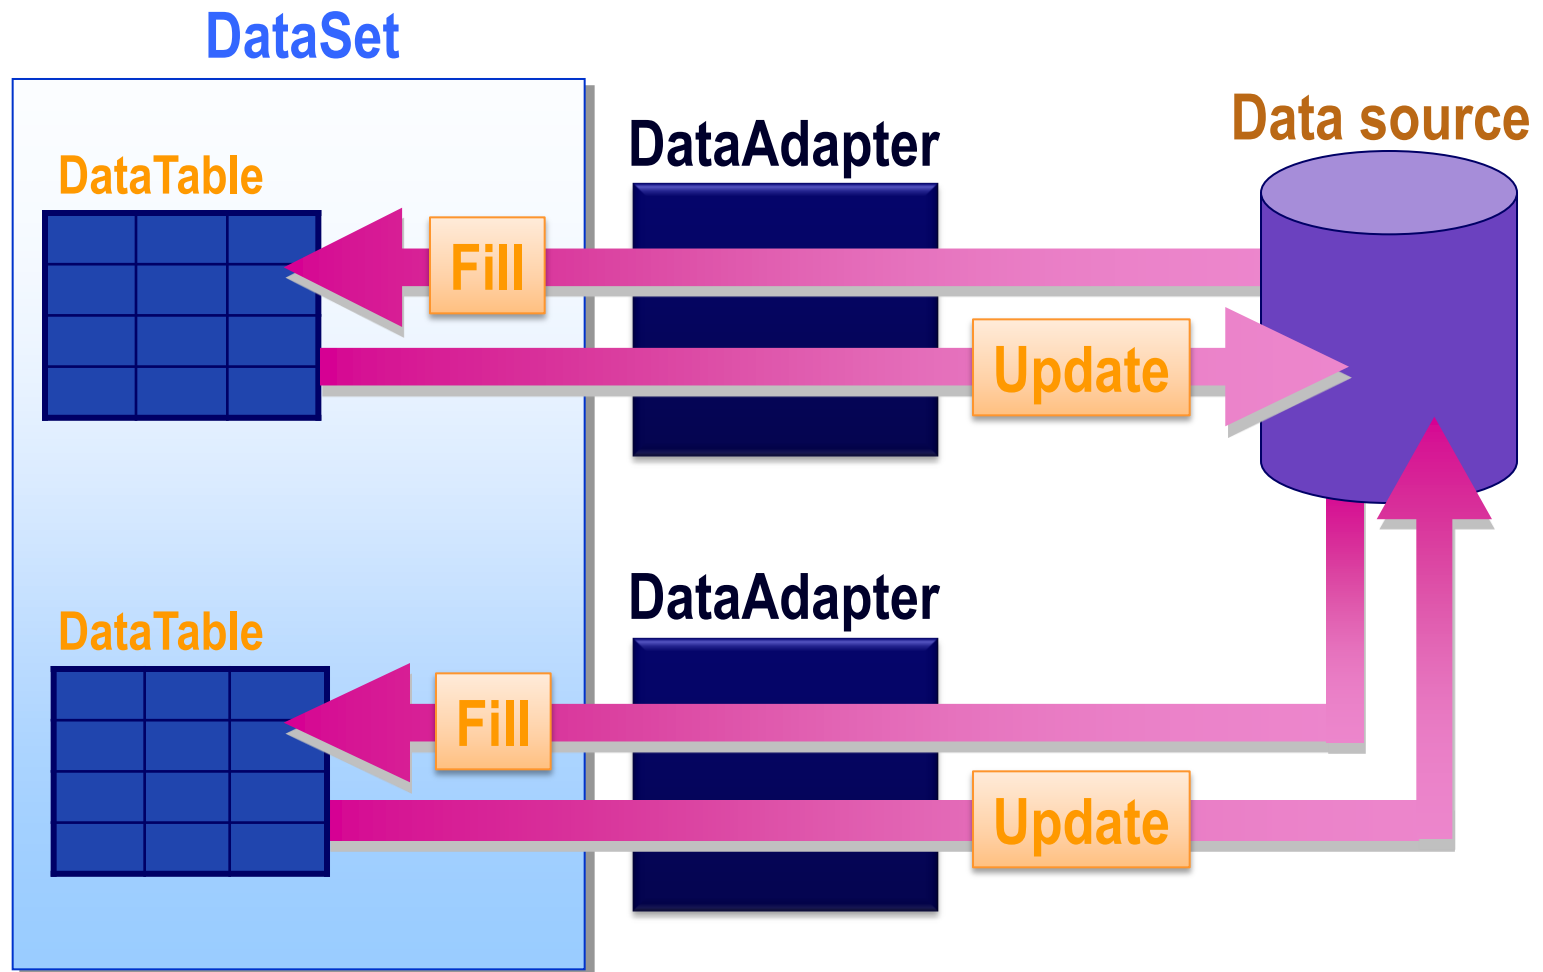 DataSet
Data source
DataAdapter
DataTable
Fill
Update
DataAdapter
DataTable
Fill
Update